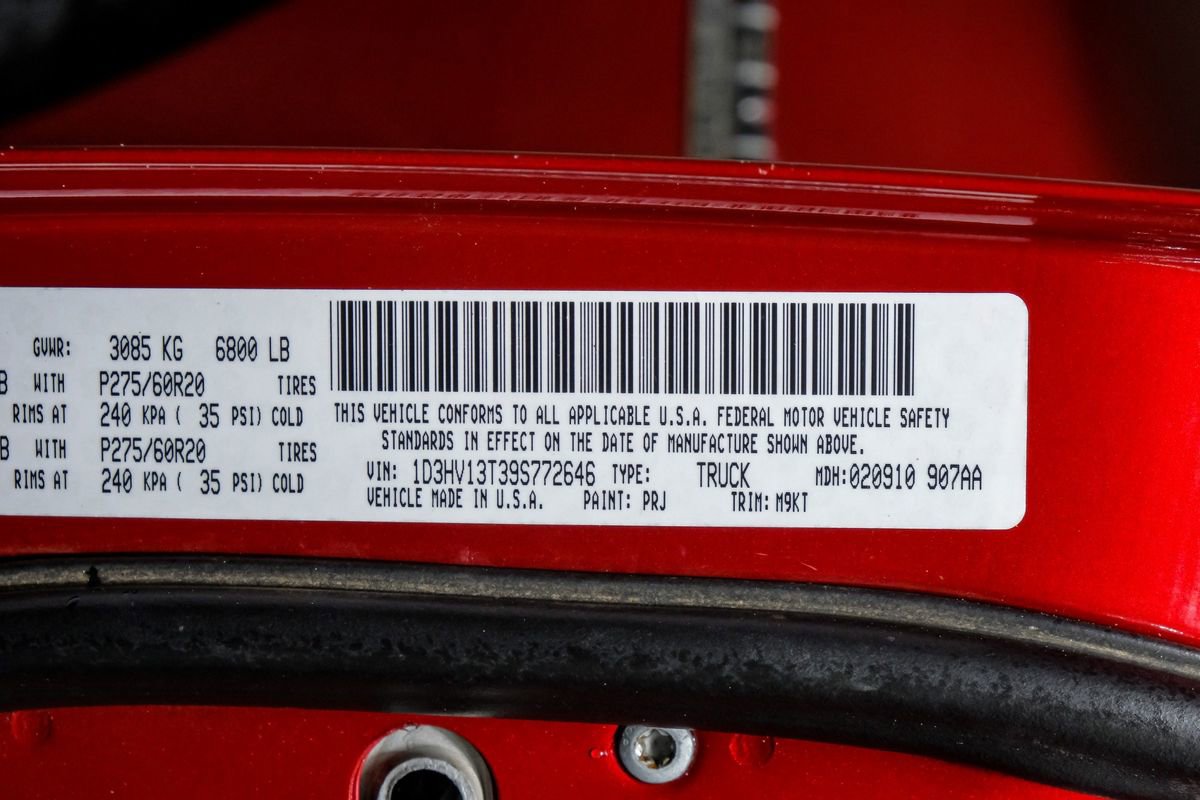 GVWR: 3085 KG 6800 LB
B WITH P275/60R20 TIRES
RIMS AT 240 KPA ( 35 PSI) COLD
B WITH P275/60R20 TIRES
RIMS AT 240 KPA ( 35 PSI) COLD
THIS VEHICLE CONFORMS TO ALL APPLICABLE U.S.A. FEDERAL MOTOR VEHICLE SAFETY
STANDARDS IN EFFECT ON THE DATE OF MANUFACTURE SHOWN ABOVE.
VIN: 1D3HV13T39S772646 TYPE: TRUCK MDH:020910 907AA
VEHICLE MADE IN U.S.A. PAINT: PRJ TRIM: M9KT